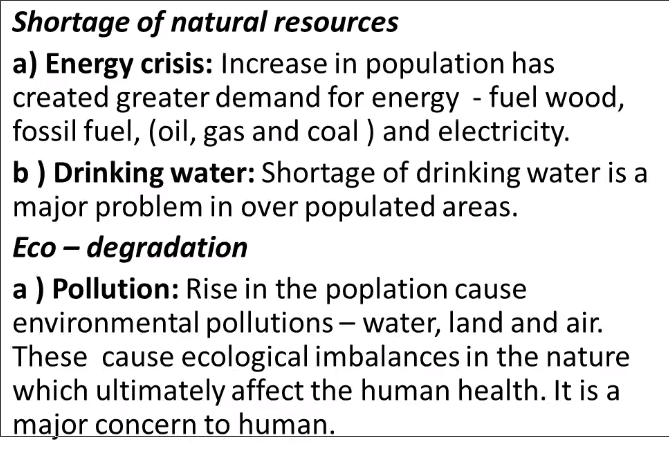 Shortage of natural resources
a) Energy crisis: Increase in population has
created greater demand for energy  - fuel wood,
fossil fuel, (oil, gas and coal ) and electricity.
b ) Drinking water: Shortage of drinking water is a
major problem in over populated areas.
Eco – degradation
a ) Pollution: Rise in the poplation cause
environmental pollutions – water, land and air.
These  cause ecological imbalances in the nature
which ultimately affect the human health. It is a
major concern to human.